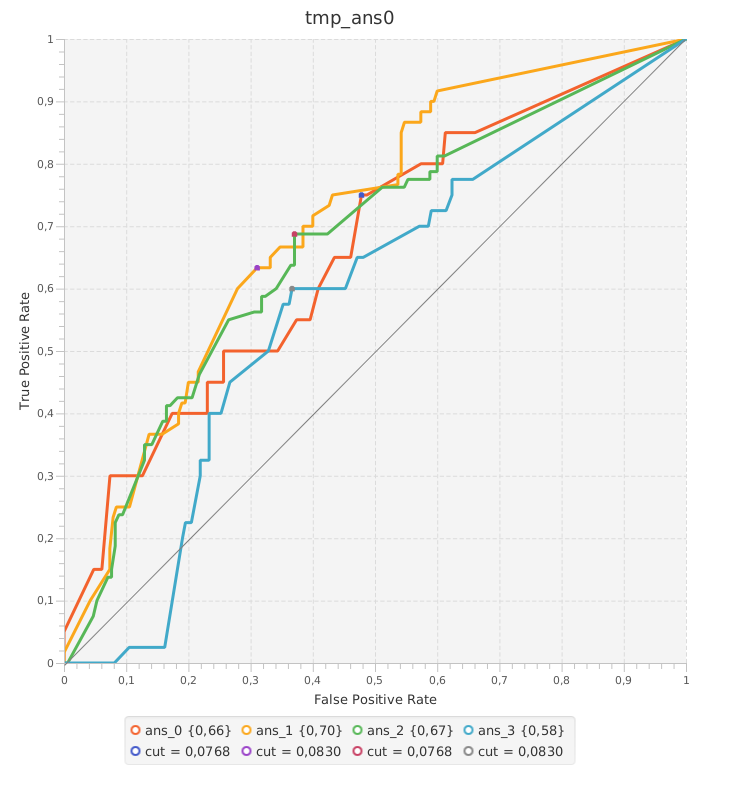 tmp_ans0
1
0,9
0,8
0,7
0,6
0,5
0,4
0,3
0,2
0,1
0
True Positive Rate
0 0,1 0,2 0,3 0,4 0,5 0,6 0,7 0,8 0,9 1
False Positive Rate
ans_0 {0,66} ans_1 {0,70} ans_2 {0,67} ans_3 {0,58}
cut = 0,0768 cut = 0,0830 cut = 0,0768 cut = 0,0830